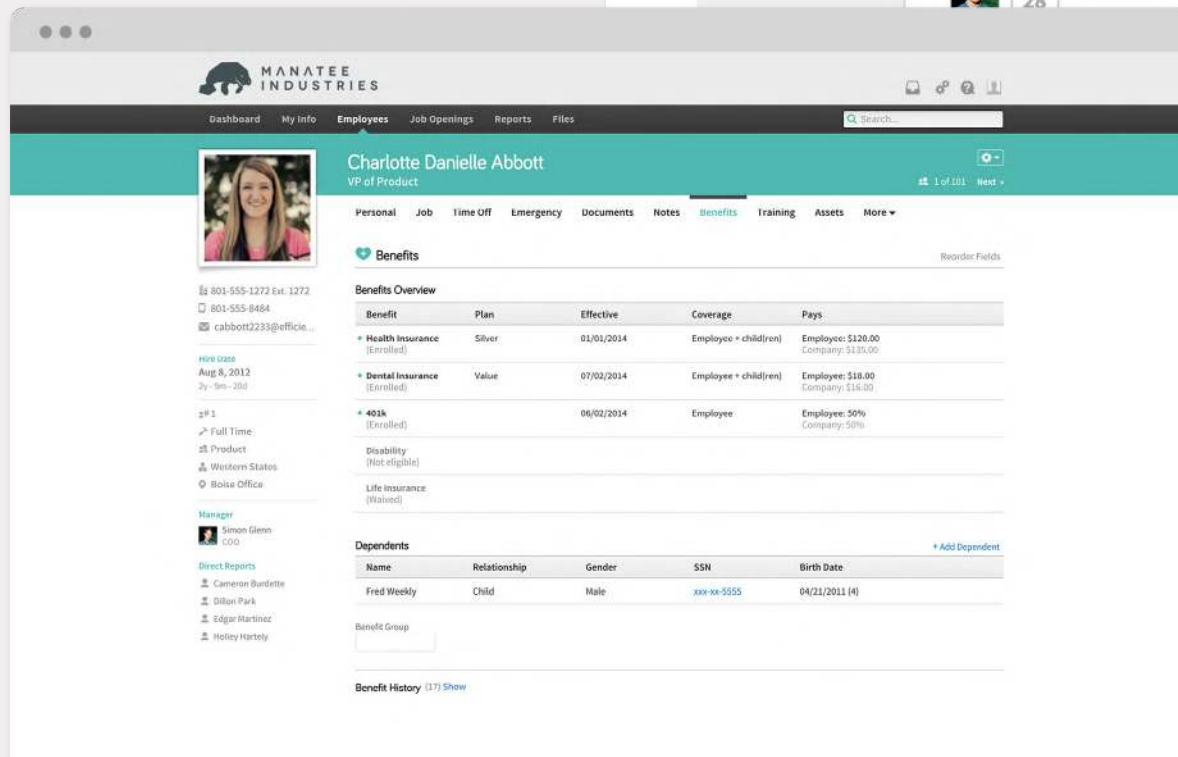 28
MANATEE
INDUSTRIES
Dashboard My Info Employees Job Openings Reports Files
Search...
Charlotte Danielle Abbott
VP of Product
1 of 101 Next »
Personal Job Time Off Emergency Documents Notes Benefits Training Assets More
Benefits
Reorder Fields
801-555-1272 Ext. 1272
801-555-8484
cabbott2233@efficie...
Hire Date
Aug 8, 2012
2y - 9m - 20d
# 1
Full Time
Product
Western States
Boise Office
Manager
Simon Glenn
COO
Direct Reports
Cameron Burdette
Dillon Park
Edgar Martinez
Holley Hartely
Benefits Overview
Benefit Plan Effective Coverage Pays
Health Insurance Silver 01/01/2014 Employee + child(ren) Employee: $120.00
(Enrolled) Company: $135.00
Dental Insurance Value 07/02/2014 Employee + child(ren) Employee: $18.00
(Enrolled) Company: $16.00
401k 06/02/2014 Employee Employee: 50%
(Enrolled) Company: 50%
Disability
(Not eligible)
Life Insurance
(Waived)
Dependents
+ Add Dependent
Name Relationship Gender SSN Birth Date
Fred Weekly Child Male xxx-xx-5555 04/21/2011 (4)
Benefit Group
Benefit History (17) Show